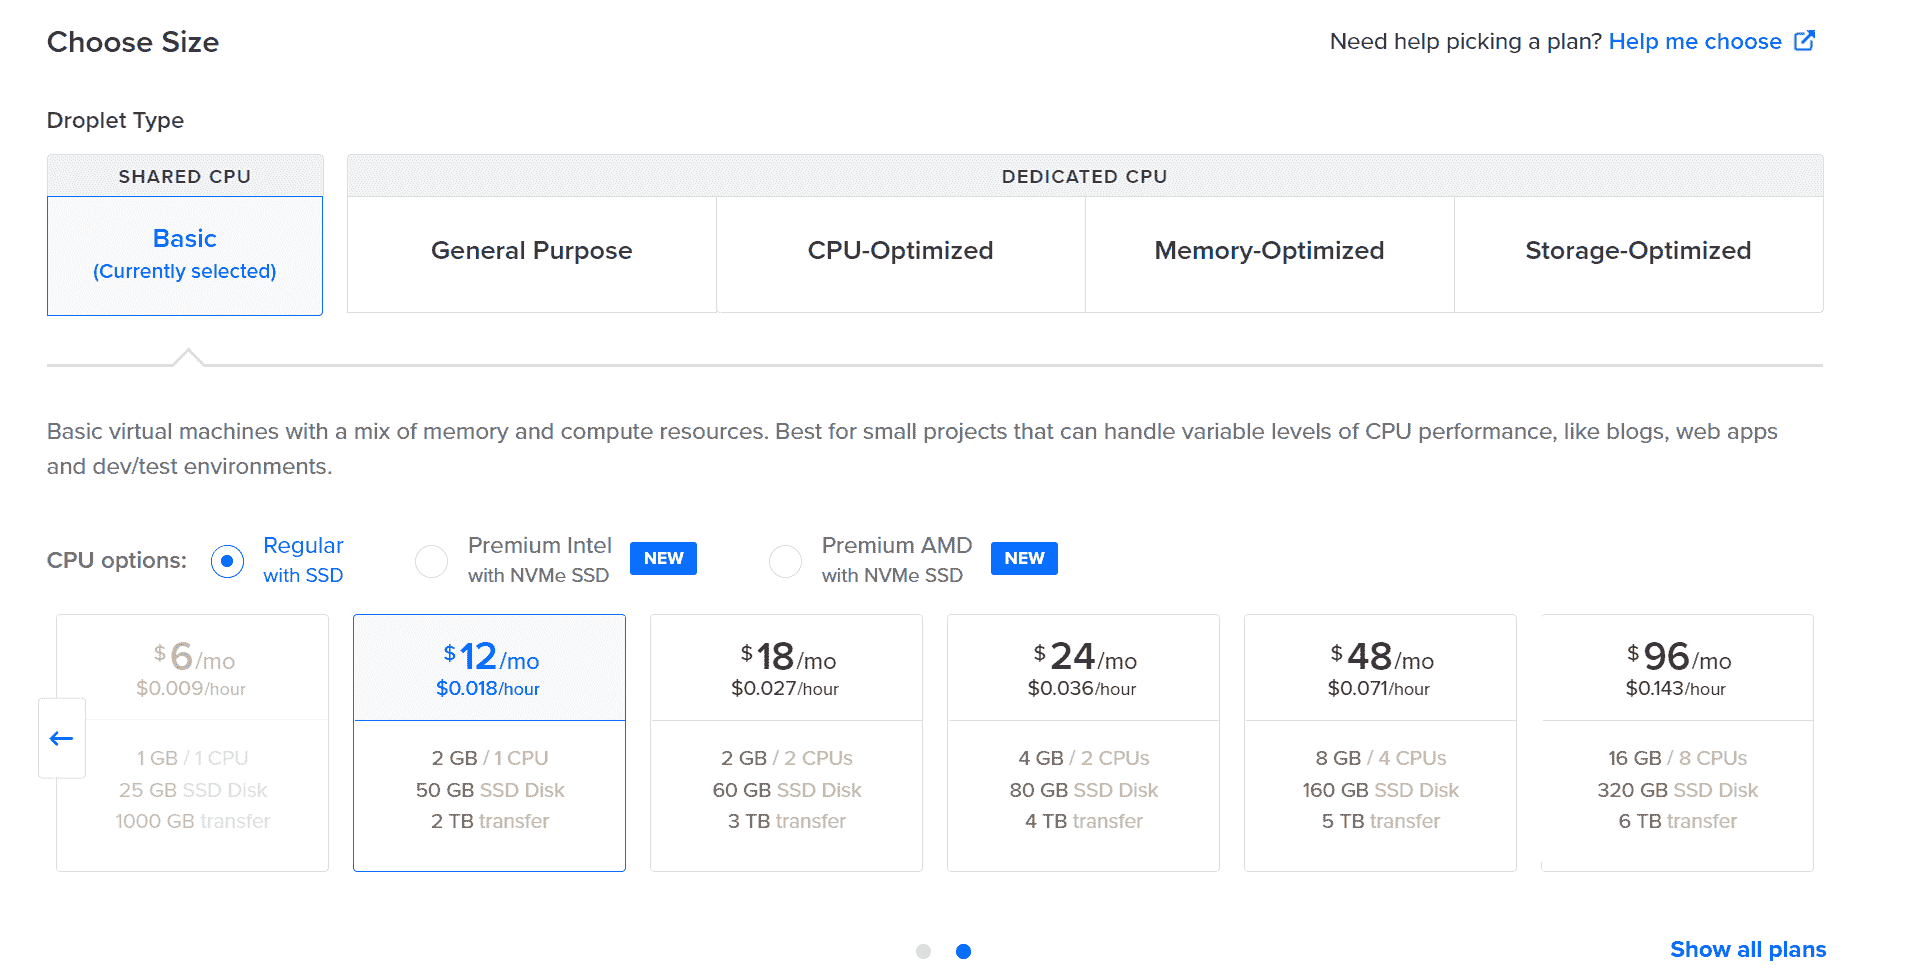 Choose Size
Need help picking a plan? Help me choose
Droplet Type
SHARED CPU
DEDICATED CPU
Basic
(Currently selected)
General Purpose
CPU-Optimized
Memory-Optimized
Storage-Optimized
Basic virtual machines with a mix of memory and compute resources. Best for small projects that can handle variable levels of CPU performance, like blogs, web apps
and dev/test environments.
CPU options:
Regular
with SSD
Premium Intel
with NVMe SSD
NEW
Premium AMD
with NVMe SSD
NEW
$6/mo
$0.009/hour
1 GB / 1 CPU
25 GB SSD Disk
1000 GB transfer
$12/mo
$0.018/hour
2 GB / 1 CPU
50 GB SSD Disk
2 TB transfer
$18/mo
$0.027/hour
2 GB / 2 CPUs
60 GB SSD Disk
3 TB transfer
$24/mo
$0.036/hour
4 GB / 2 CPUs
80 GB SSD Disk
4 TB transfer
$48/mo
$0.071/hour
8 GB / 4 CPUs
160 GB SSD Disk
5 TB transfer
$96/mo
$0.143/hour
16 GB / 8 CPUs
320 GB SSD Disk
6 TB transfer
Show all plans